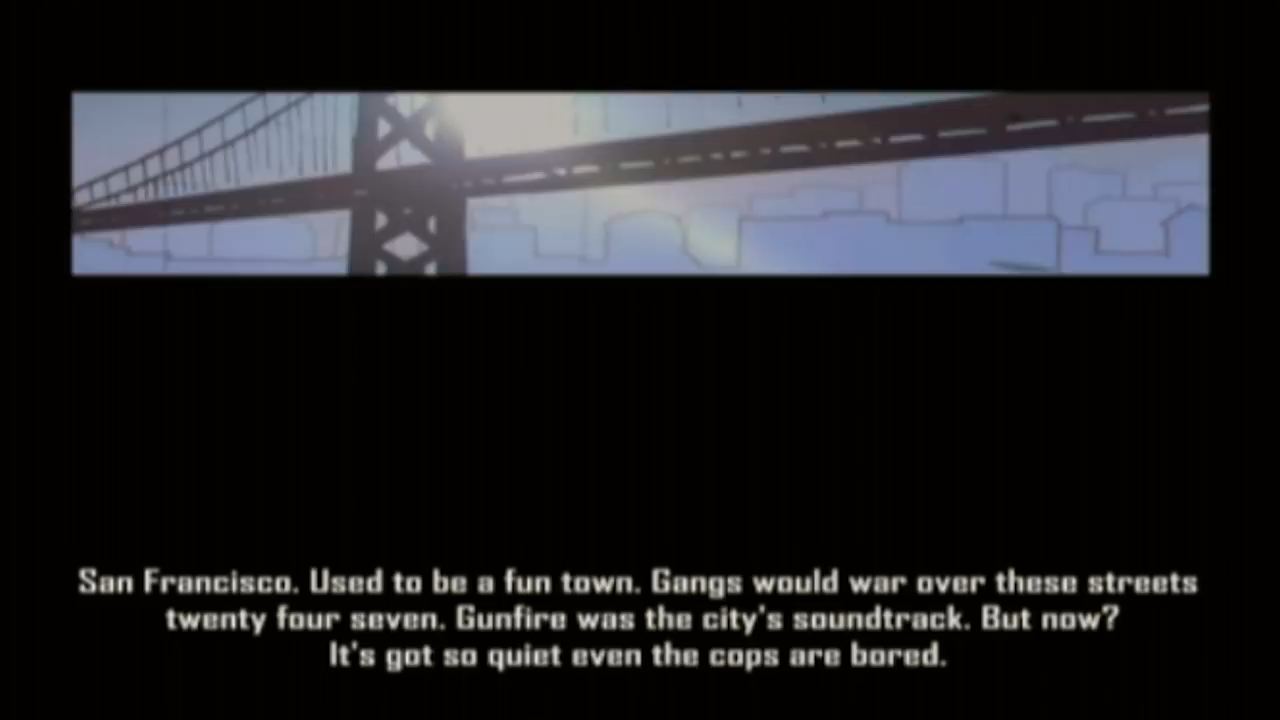 San Francisco. Used to be a fun town. Gangs would war over these streets
twenty four seven. Gunfire was the city's soundtrack. But now?
It's got so quiet even the cops are bored.